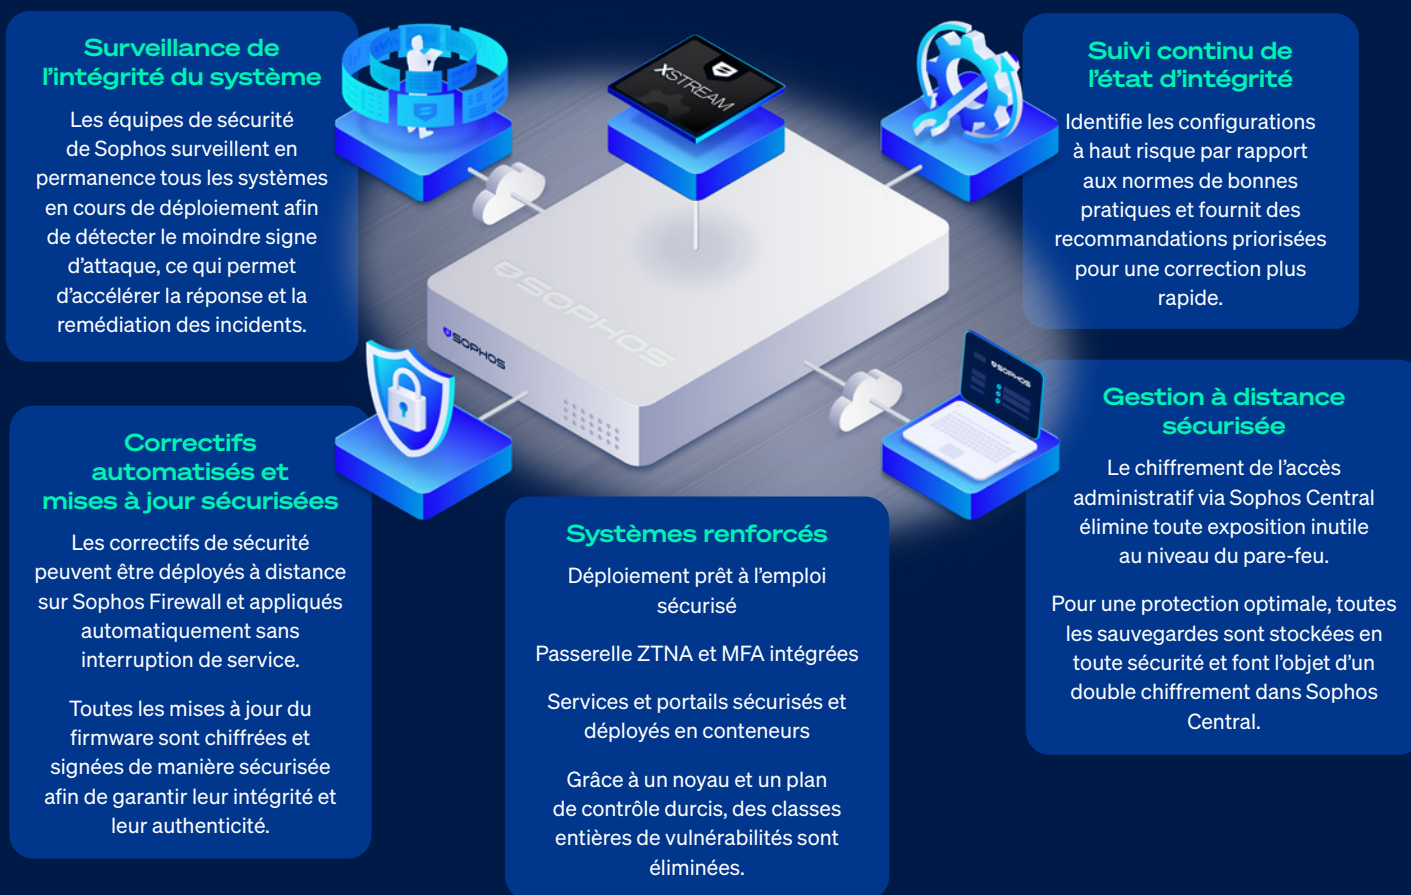 Surveillance de
l'intégrité du système
Les équipes de sécurité
de Sophos surveillent en
permanence tous les systèmes
en cours de déploiement afin
de détecter le moindre signe
d'attaque, ce qui permet
d'accélérer la réponse et la
remédiation des incidents.
XSTREAM
Suivi continu de
l'état d'intégrité
Identifie les configurations
à haut risque par rapport
aux normes de bonnes
pratiques et fournit des
recommandations priorisées
pour une correction plus
rapide.
SOPHOS
SOPHOS
SOPHOS
Correctifs
automatisés et
mises à jour sécurisées
Les correctifs de sécurité
peuvent être déployés à distance
sur Sophos Firewall et appliqués
automatiquement sans
interruption de service.
Toutes les mises à jour du
firmware sont chiffrées et
signées de manière sécurisée
afin de garantir leur intégrité et
leur authenticité.
Systèmes renforcés
Déploiement prêt à l'emploi
sécurisé
Passerelle ZTNA et MFA intégrées
Services et portails sécurisés et
déployés en conteneurs
Grâce à un noyau et un plan
de contrôle durcis, des classes
entières de vulnérabilités sont
éliminées.
Gestion à distance
sécurisée
Le chiffrement de l'accès
administratif via Sophos Central
élimine toute exposition inutile
au niveau du pare-feu.
Pour une protection optimale, toutes
les sauvegardes sont stockées en
toute sécurité et font l'objet d'un
double chiffrement dans Sophos
Central.